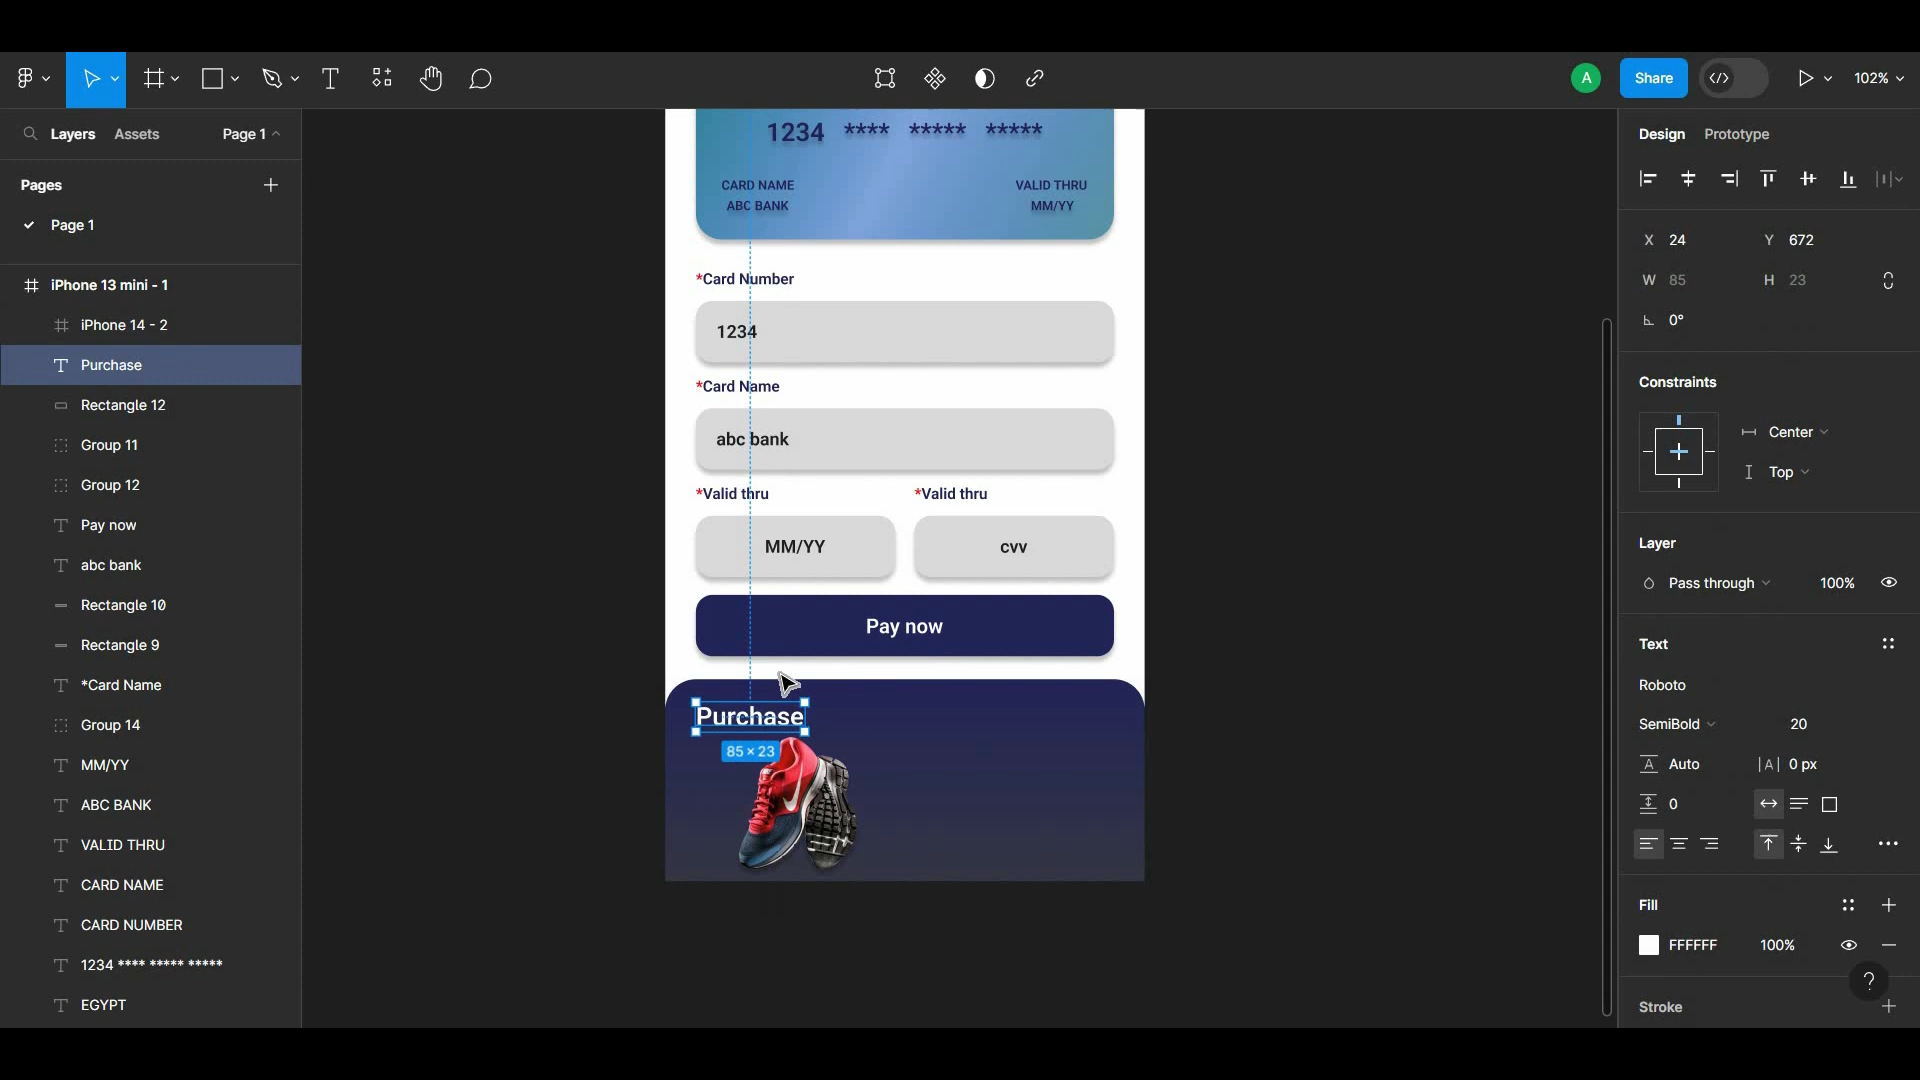 A
Share
102%
Layers
Assets
Page 1
Pages
Page 1
iPhone 13 mini - 1
iPhone 14 - 2
Purchase
Rectangle 12
Group 11
Group 12
Pay now
abc bank
Rectangle 10
Rectangle 9
*Card Name
Group 14
MM/YY
ABC BANK
VALID THRU
CARD NAME
CARD NUMBER
1234 **** ***** *****
EGYPT
1234 **** ***** *****
CARD NAME
VALID THRU
ABC BANK
MM/YY
*Card Number
1234
*Card Name
abc bank
*Valid thru
*Valid thru
MM/YY
cvv
Pay now
Purchase
85 × 23
Design
Prototype
X 24
Y 672
W 85
H 23
0°
Constraints
Center
Top
Layer
Pass through
100%
Text
Roboto
SemiBold
20
A Auto
|A| 0 px
0
Fill
FFFFFF
100%
?
Stroke